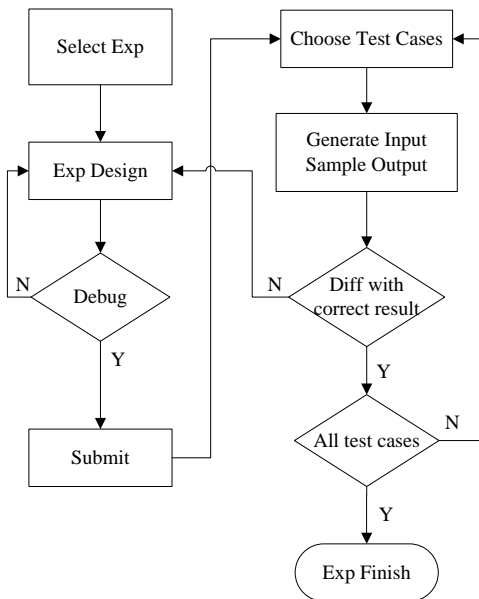 Select Exp
Exp Design
N
Debug
Y
Submit
Choose Test Cases
Generate Input
Sample Output
N
Diff with
correct result
Y
N
All test cases
Y
Exp Finish